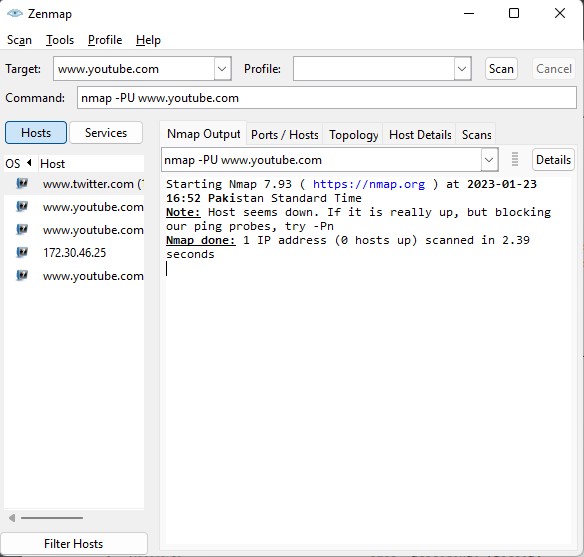 Zenmap
Scan Tools Profile Help
Target: www.youtube.com Profile: Scan Cancel
Command: nmap -PU www.youtube.com
Hosts Services
Nmap Output Ports / Hosts Topology Host Details Scans
OS Host
nmap -PU www.youtube.com Details
www.twitter.com (
www.youtube.com
www.youtube.com
172.30.46.25
www.youtube.com
Starting Nmap 7.93 ( https://nmap.org ) at 2023-01-23
16:52 Pakistan Standard Time
Note: Host seems down. If it is really up, but blocking
our ping probes, try -Pn
Nmap done: 1 IP address (0 hosts up) scanned in 2.39
seconds
Filter Hosts